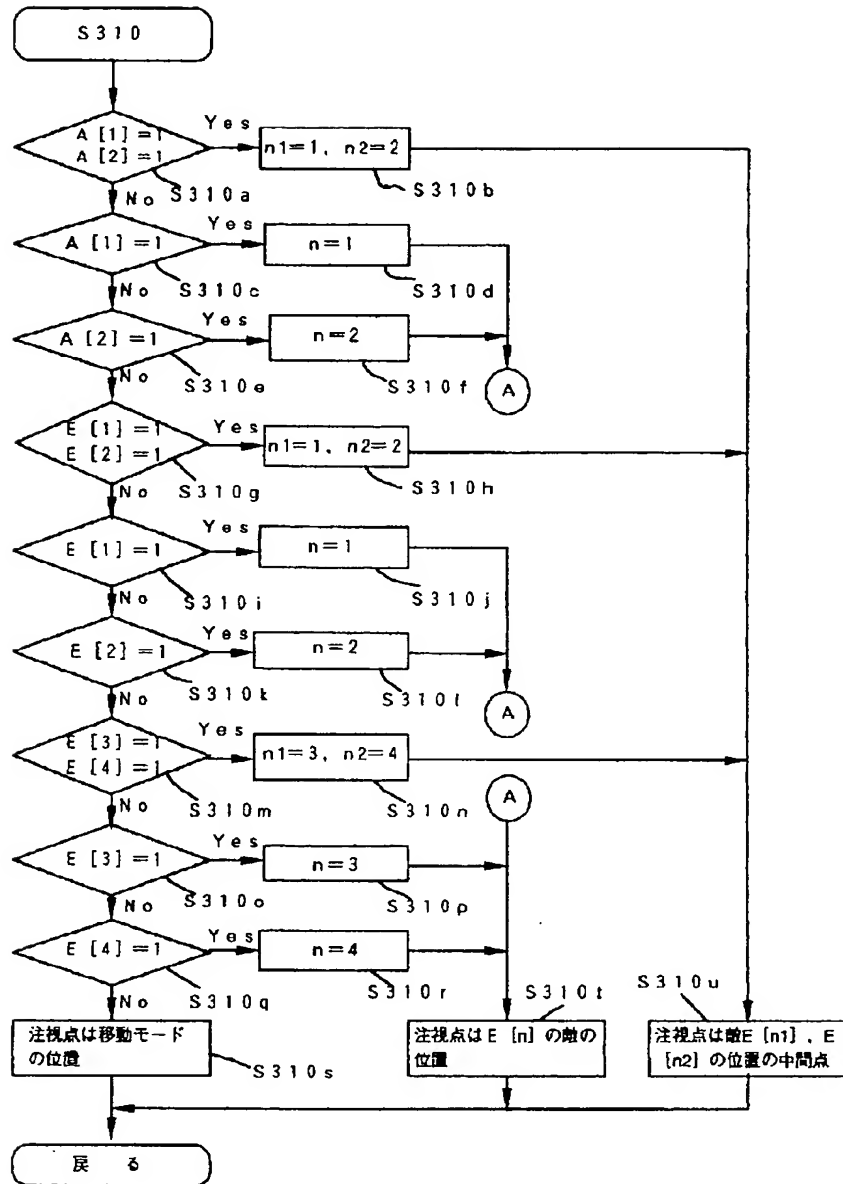 S310
A [1]=1
A [2]=1
Yes
n1=1, n2=2
S310a
S310b
No
A [1]=1
Yes
n=1
S310c
S310d
No
A [2]=1
Yes
n=2
S310e
S310f
A
No
E [1]=1
E [2]=1
Yes
n1=1, n2=2
S310g
S310h
No
E [1]=1
Yes
n=1
S310i
S310j
No
E [2]=1
Yes
n=2
S310k
S310l
A
No
E [3]=1
E [4]=1
Yes
n1=3, n2=4
S310m
S310n
A
No
E [3]=1
Yes
n=3
S310o
S310p
No
E [4]=1
Yes
n=4
S310q
S310r
S310t
S310u
No
注視点は移動モード
の位置
S310s
注視点はE [n] の敵の
位置
注視点は敵E [n1] , E
[n2] の位置の中間点
戻 る